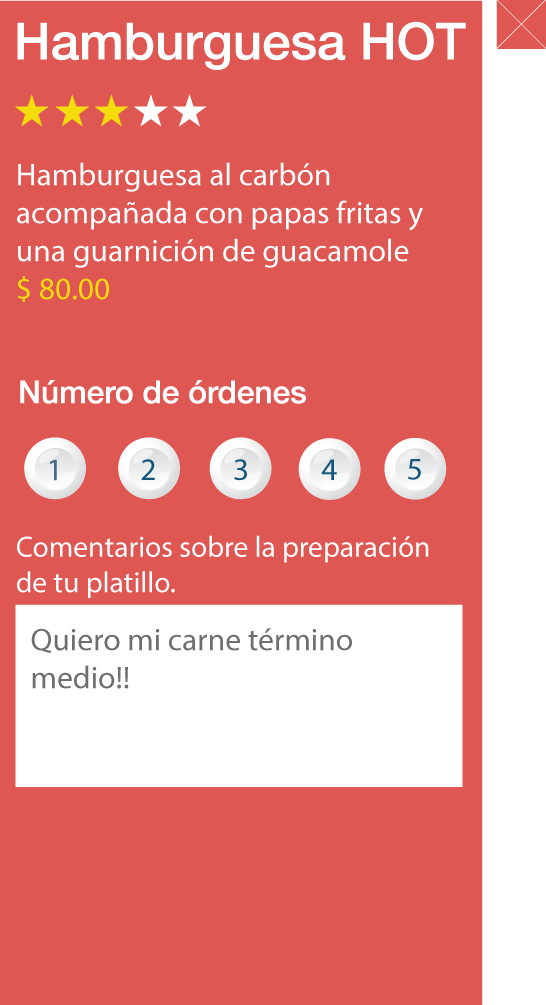 Hamburguesa HOT
Hamburguesa al carbón
acompañada con papas fritas y
una guarnición de guacamole
$ 80.00
Número de órdenes
1 2 3 4 5
Comentarios sobre la preparación
de tu platillo.
Quiero mi carne término
medio!!